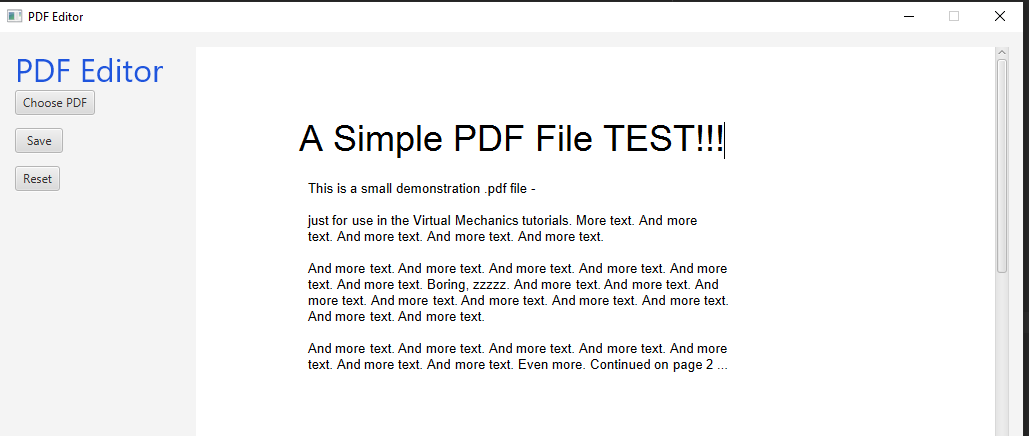 PDF Editor
PDF Editor
Choose PDF
Save
Reset
A Simple PDF File TEST!!!
This is a small demonstration .pdf file -
just for use in the Virtual Mechanics tutorials. More text. And more
text. And more text. And more text. And more text.
And more text. And more text. And more text. And more text. And more
text. And more text. Boring, zzzzz. And more text. And more text. And
more text. And more text. And more text. And more text. And more text.
And more text. And more text.
And more text. And more text. And more text. And more text. And more
text. And more text. And more text. Even more. Continued on page 2 ...